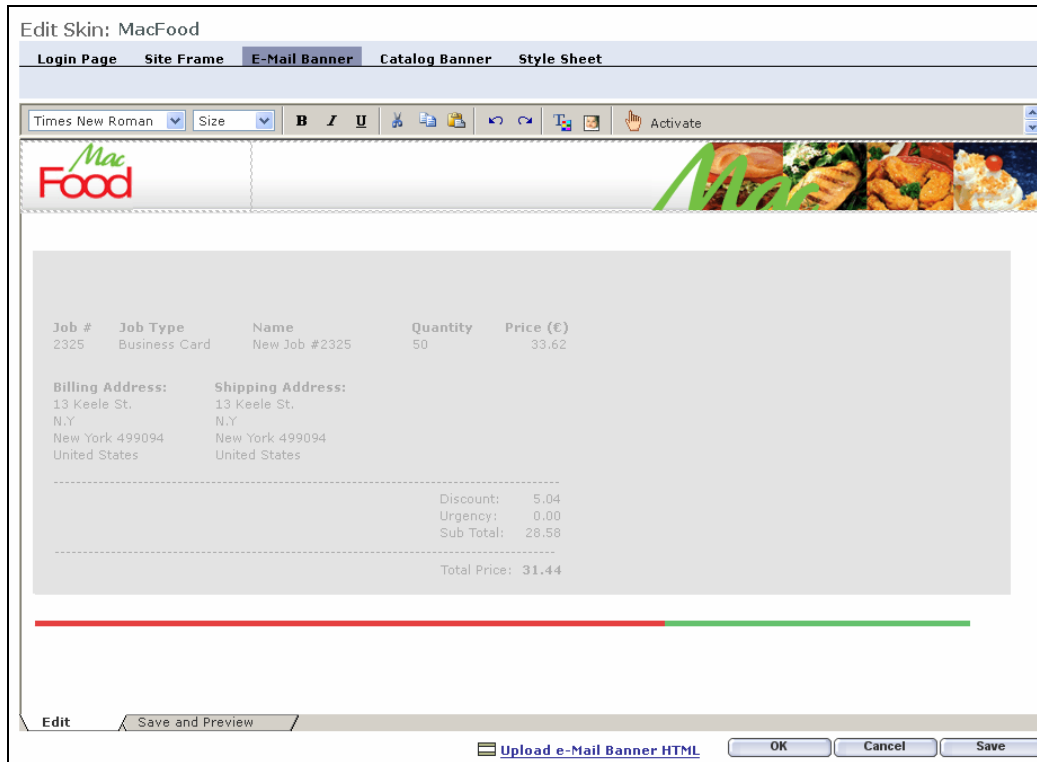 Edit Skin: MacFood
Login Page Site Frame E-Mail Banner Catalog Banner Style Sheet
Times New Roman Size B I U Activate
Mac
Food
Mac
Job # Job Type Name Quantity Price (€)
2325 Business Card New Job #2325 50 33.62
Billing Address: Shipping Address:
13 Keele St. 13 Keele St.
N.Y N.Y
New York 499094 New York 499094
United States United States
Discount: 5.04
Urgency: 0.00
Sub Total: 28.58
Total Price: 31.44
Edit Save and Preview
Upload e-Mail Banner HTML OK Cancel Save